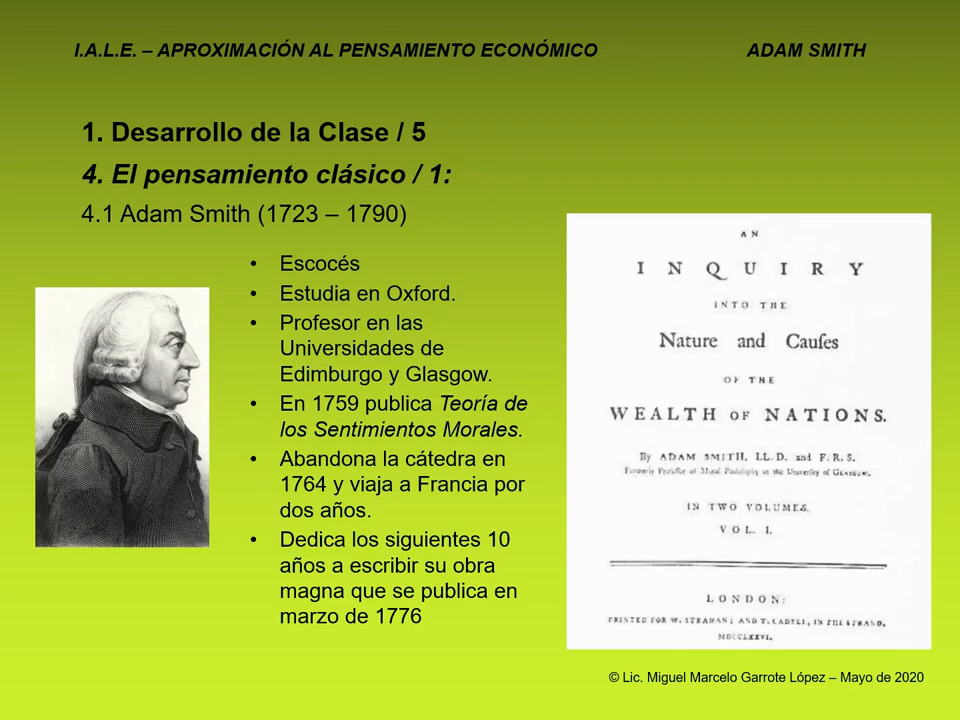 I.A.L.E. – APROXIMACIÓN AL PENSAMIENTO ECONÓMICO ADAM SMITH
1. Desarrollo de la Clase / 5
4. El pensamiento clásico / 1:
4.1 Adam Smith (1723 – 1790)
• Escocés
• Estudia en Oxford.
• Profesor en las
Universidades de
Edimburgo y Glasgow.
• En 1759 publica Teoría de
los Sentimientos Morales.
• Abandona la cátedra en
1764 y viaja a Francia por
dos años.
• Dedica los siguientes 10
años a escribir su obra
magna que se publica en
marzo de 1776
AN
INQUIRY
INTO THE
Nature and Cauſes
OF THE
WEALTH OF NATIONS.
By ADAM SMITH, LL.D. and F.R.S.
Formerly Profeſſor of Moral Philoſophy in the Univerſity of GLASGOW.
IN TWO VOLUMES.
VOL. I.
LONDON:
PRINTED FOR W. STRAHAN; AND T. CADELL, IN THE STRAND.
MDCCLXXVI.
© Lic. Miguel Marcelo Garrote López – Mayo de 2020